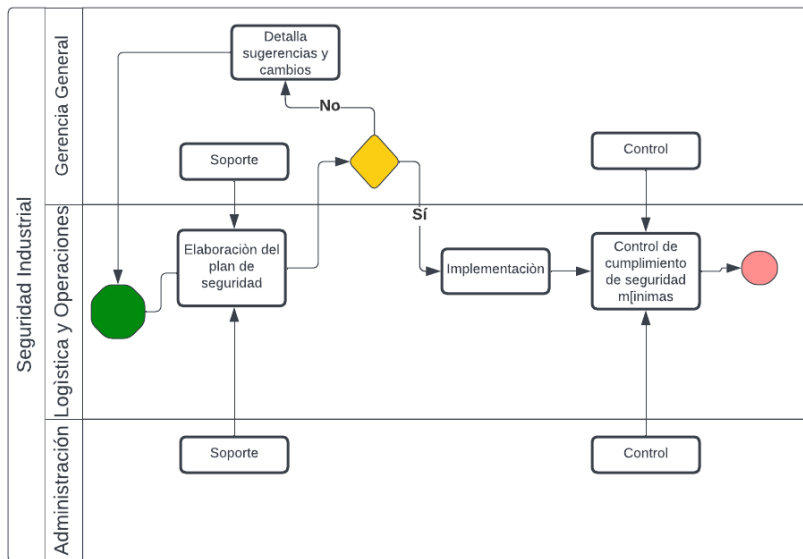 Seguridad Industrial
Gerencia General
Detalla
sugerencias y
cambios
No
Soporte
Control
Sí
Logìstica y Operaciones
Elaboraciòn del
plan de
seguridad
Implementaciòn
Control de
cumplimiento
de seguridad
m[inimas
Administración
Soporte
Control